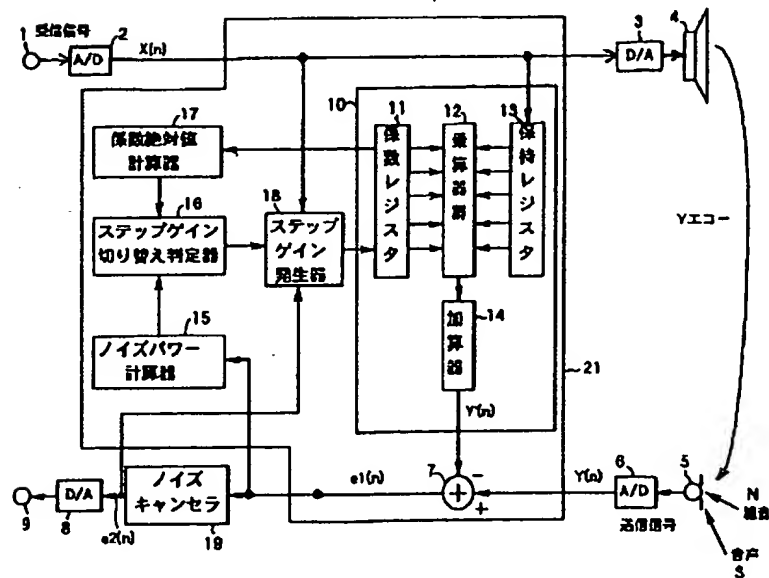 1 受信信号
2
A/D
X(n)
3
D/A
4
17
係数絶対値
計算器
10
11
係数レジスタ
12
乗算器群
13
保持レジスタ
16
ステップゲイン
切り替え判定器
18
ステップ
ゲイン
発生器
Yエコー
15
ノイズパワー
計算器
14
加算器
21
Y'(n)
9
8
D/A
e2(n)
ノイズ
キャンセラ
19
e1(n)
7
-
+
+
Y(n)
6
A/D
送信信号
5
N
雑音
音声
S